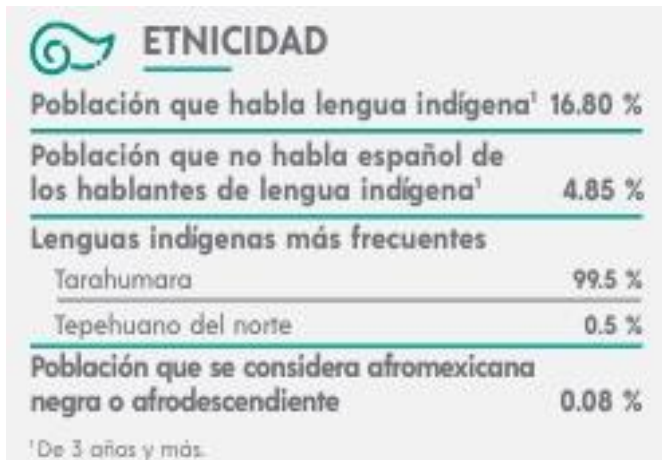 ETNICIDAD
Población que habla lengua indígena¹ 16.80 %
Población que no habla español de
los hablantes de lengua indígena¹ 4.85 %
Lenguas indígenas más frecuentes
Tarahumara 99.5 %
Tepehuano del norte 0.5 %
Población que se considera afromexicana
negra o afrodescendiente 0.08 %
¹De 3 años y más.